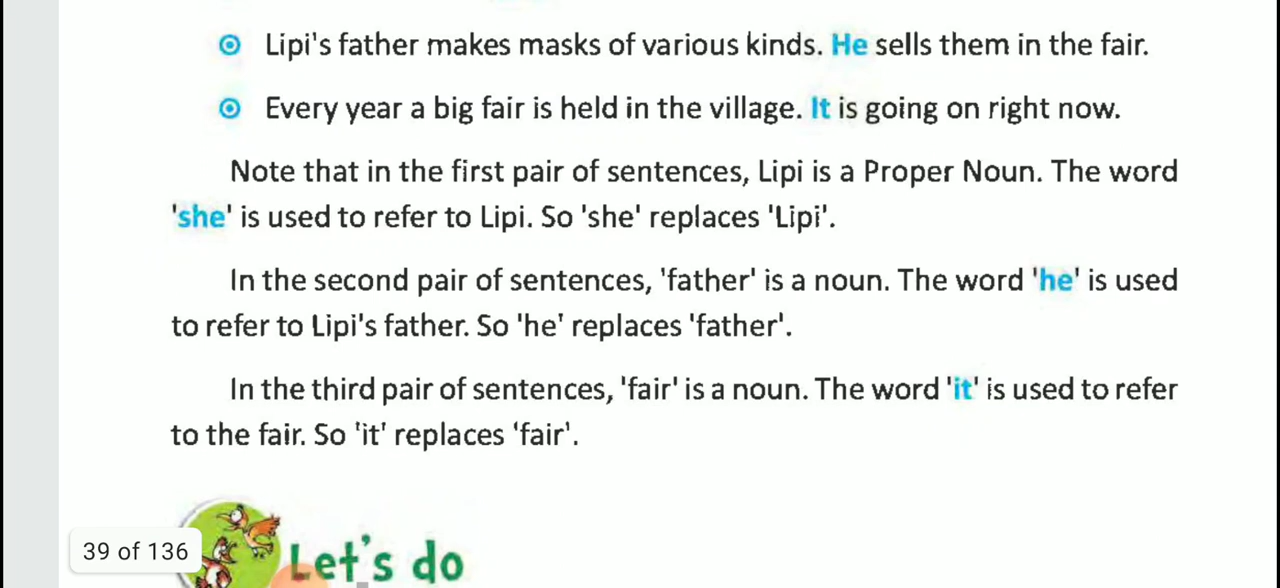 Lipi's father makes masks of various kinds. He sells them in the fair.
Every year a big fair is held in the village. It is going on right now.
Note that in the first pair of sentences, Lipi is a Proper Noun. The word
'she' is used to refer to Lipi. So 'she' replaces 'Lipi'.
In the second pair of sentences, 'father' is a noun. The word 'he' is used
to refer to Lipi's father. So 'he' replaces 'father'.
In the third pair of sentences, 'fair' is a noun. The word 'it' is used to refer
to the fair. So 'it' replaces 'fair'.
39 of 136
Let's do